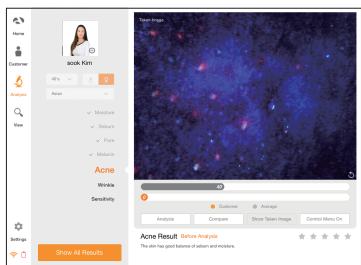 Taken Image
Home
Customer
Analysis
View
Settings
sook Kim
40's
Asian
Moisture
Sebum
Pore
Melanin
Acne
Wrinkle
Sensitivity
Show All Results
40
Customer
Average
Analysis
Compare
Show Taken Image
Control Menu On
Acne Result Before Analysis
The skin has good balance of sebum and moisture.